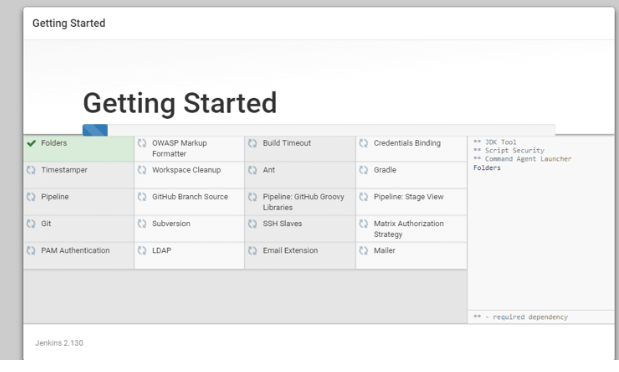 Getting Started
Getting Started
Folders
OWASP Markup
Formatter
Build Timeout
Credentials Binding
Timestamper
Workspace Cleanup
Ant
Gradle
Pipeline
GitHub Branch Source
Pipeline: GitHub Groovy
Libraries
Pipeline: Stage View
Git
Subversion
SSH Slaves
Matrix Authorization
Strategy
PAM Authentication
LDAP
Email Extension
Mailer
** JDK Tool
** Script Security
** Command Agent Launcher
Folders
** - required dependency
Jenkins 2.130